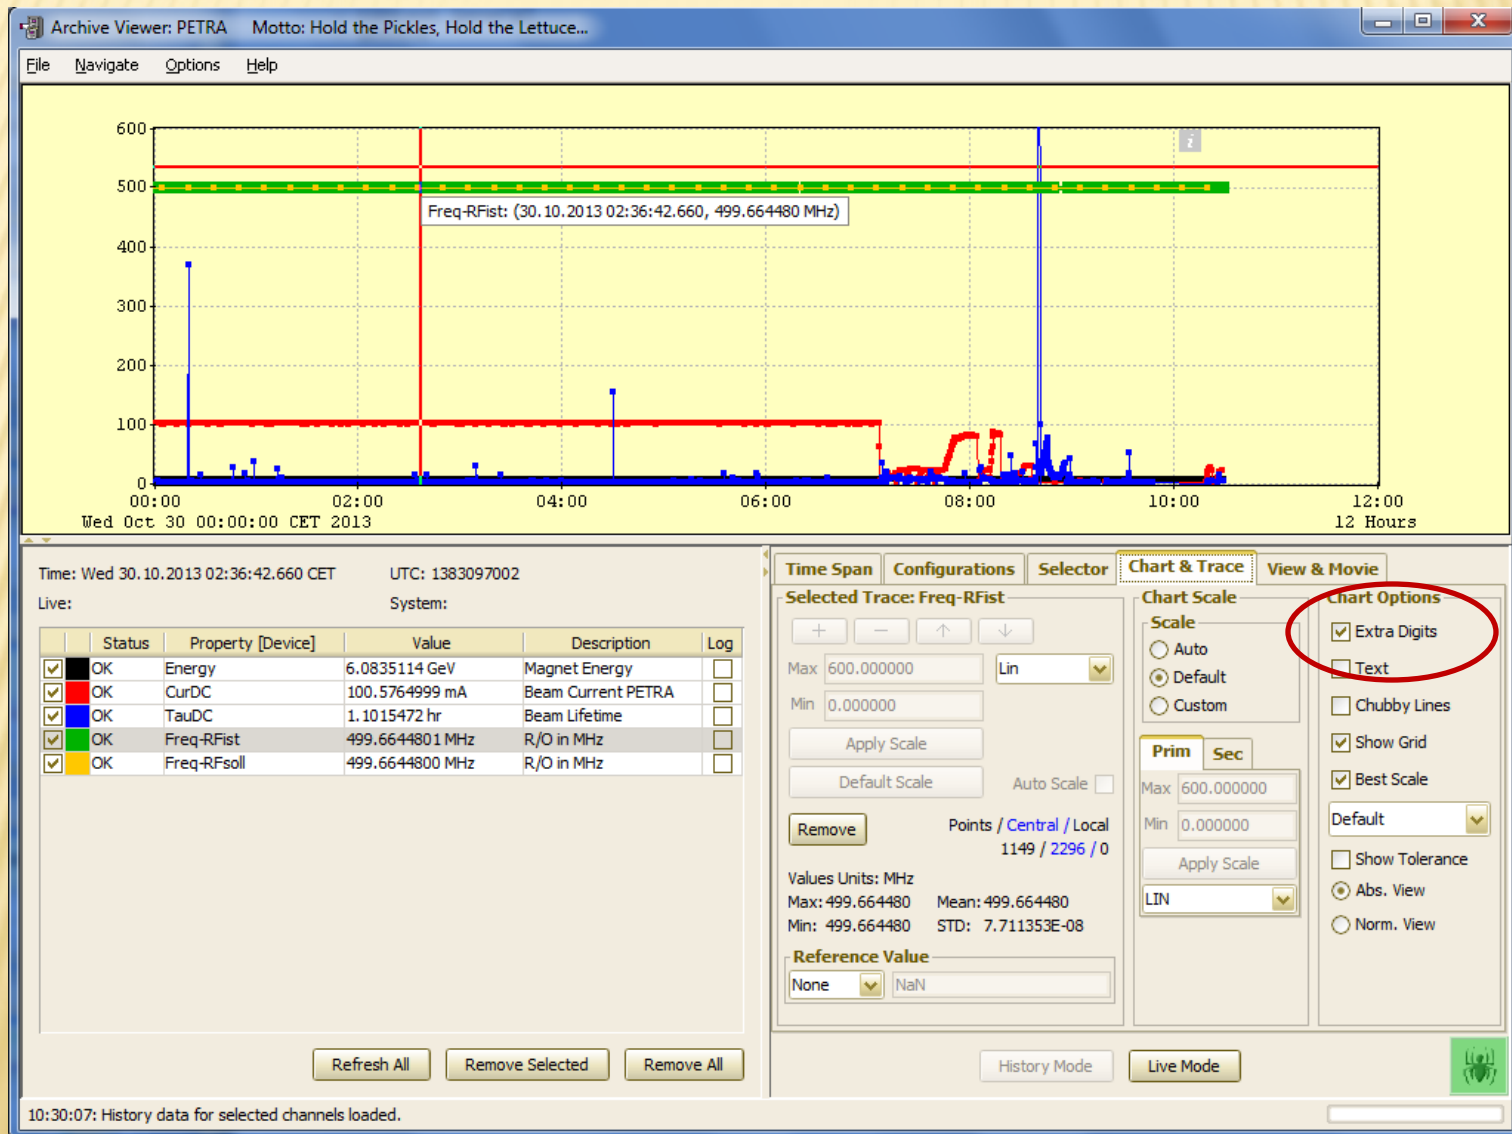 Archive Viewer: PETRA Motto: Hold the Pickles, Hold the Lettuce...
File Navigate Options Help
600
500
400
300
200
100
0
i
Freq-RFist: (30.10.2013 02:36:42.660, 499.664480 MHz)
00:00 02:00 04:00 06:00 08:00 10:00 12:00
Wed Oct 30 00:00:00 CET 2013 12 Hours
Time: Wed 30.10.2013 02:36:42.660 CET UTC: 1383097002
Live: System:
Status Property [Device] Value Description Log
OK Energy 6.0835114 GeV Magnet Energy
OK CurDC 100.5764999 mA Beam Current PETRA
OK TauDC 1.1015472 hr Beam Lifetime
OK Freq-RFist 499.6644801 MHz R/O in MHz
OK Freq-RFsoll 499.6644800 MHz R/O in MHz
Refresh All Remove Selected Remove All
Time Span Configurations Selector Chart & Trace View & Movie
Selected Trace: Freq-RFist
Max 600.000000 Lin
Min 0.000000
Apply Scale
Default Scale Auto Scale
Remove Points / Central / Local
1149 / 2296 / 0
Values Units: MHz
Max: 499.664480 Mean: 499.664480
Min: 499.664480 STD: 7.711353E-08
Reference Value
None NaN
Chart Scale
Scale
Auto
Default
Custom
Prim Sec
Max 600.000000
Min 0.000000
Apply Scale
LIN
Chart Options
Extra Digits
Text
Chubby Lines
Show Grid
Best Scale
Default
Show Tolerance
Abs. View
Norm. View
History Mode Live Mode
10:30:07: History data for selected channels loaded.